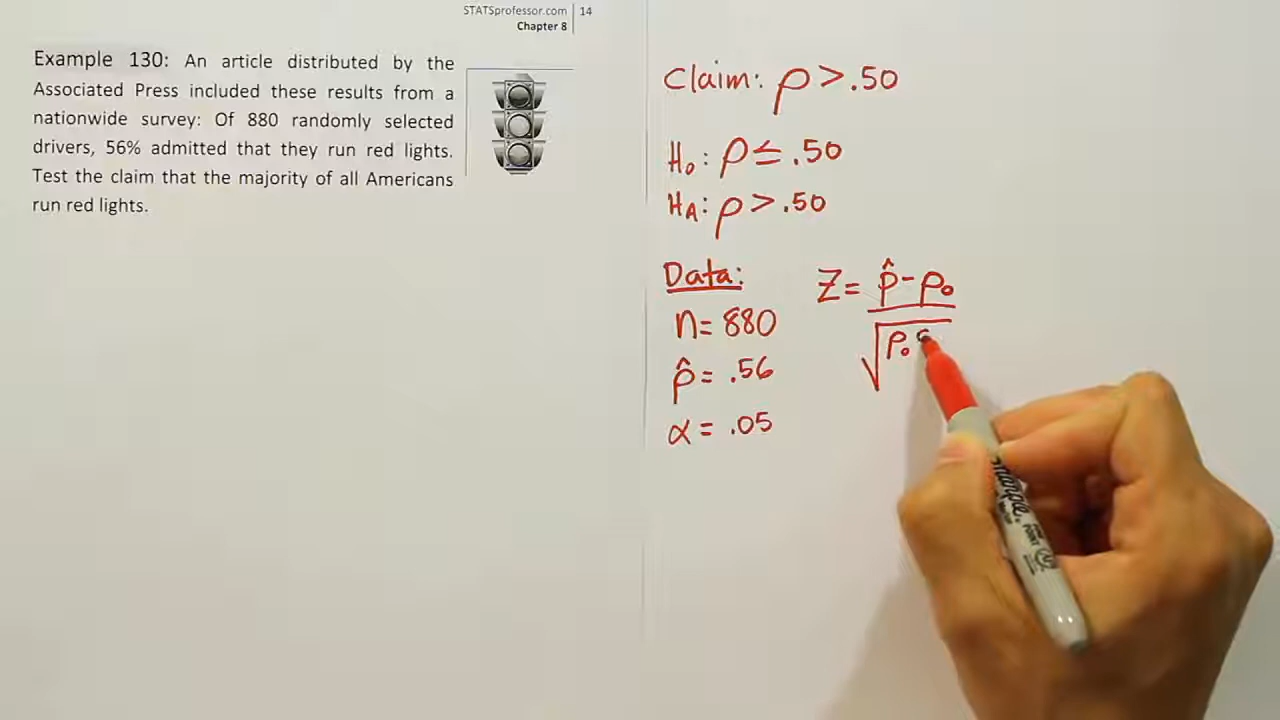 STATSprofessor.com 14
Chapter 8
Example 130: An article distributed by the
Associated Press included these results from a
nationwide survey: Of 880 randomly selected
drivers, 56% admitted that they run red lights.
Test the claim that the majority of all Americans
run red lights.
Claim: p > .50
H₀: p ≤ .50
Hₐ: p > .50
Data:
n = 880
p̂ = .56
α = .05
Z = p̂ - p₀
√p₀
Sharpie